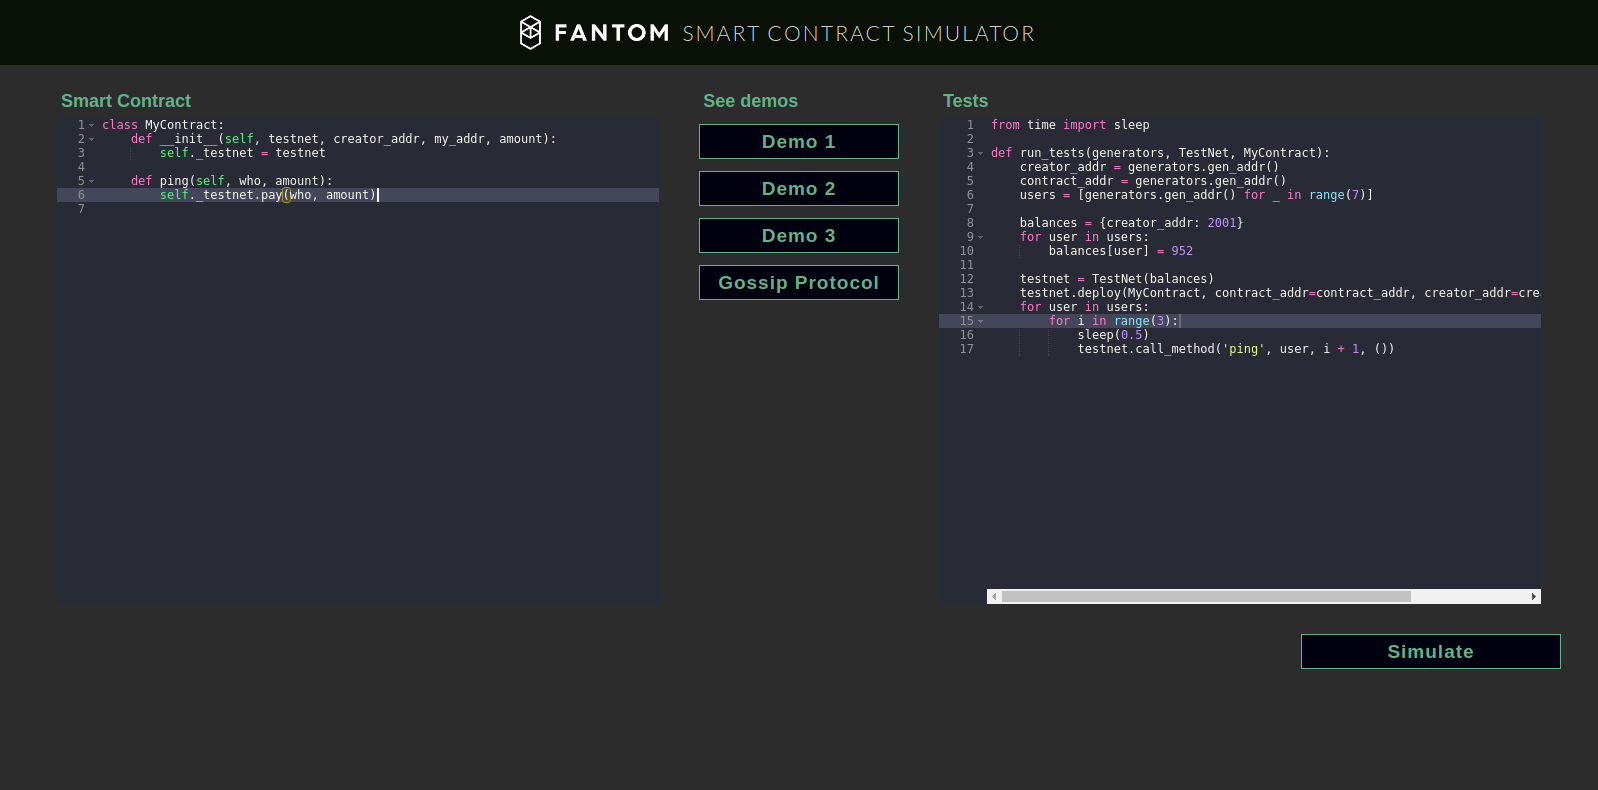 FANTOM SMART CONTRACT SIMULATOR
Smart Contract
1 class MyContract:
2     def __init__(self, testnet, creator_addr, my_addr, amount):
3         self._testnet = testnet
4
5     def ping(self, who, amount):
6         self._testnet.pay(who, amount)
7
See demos
Demo 1
Demo 2
Demo 3
Gossip Protocol
Tests
1 from time import sleep
2
3 def run_tests(generators, TestNet, MyContract):
4     creator_addr = generators.gen_addr()
5     contract_addr = generators.gen_addr()
6     users = [generators.gen_addr() for _ in range(7)]
7
8     balances = {creator_addr: 2001}
9     for user in users:
10         balances[user] = 952
11
12     testnet = TestNet(balances)
13     testnet.deploy(MyContract, contract_addr=contract_addr, creator_addr=cre
14     for user in users:
15         for i in range(3):
16             sleep(0.5)
17             testnet.call_method('ping', user, i + 1, ())
Simulate